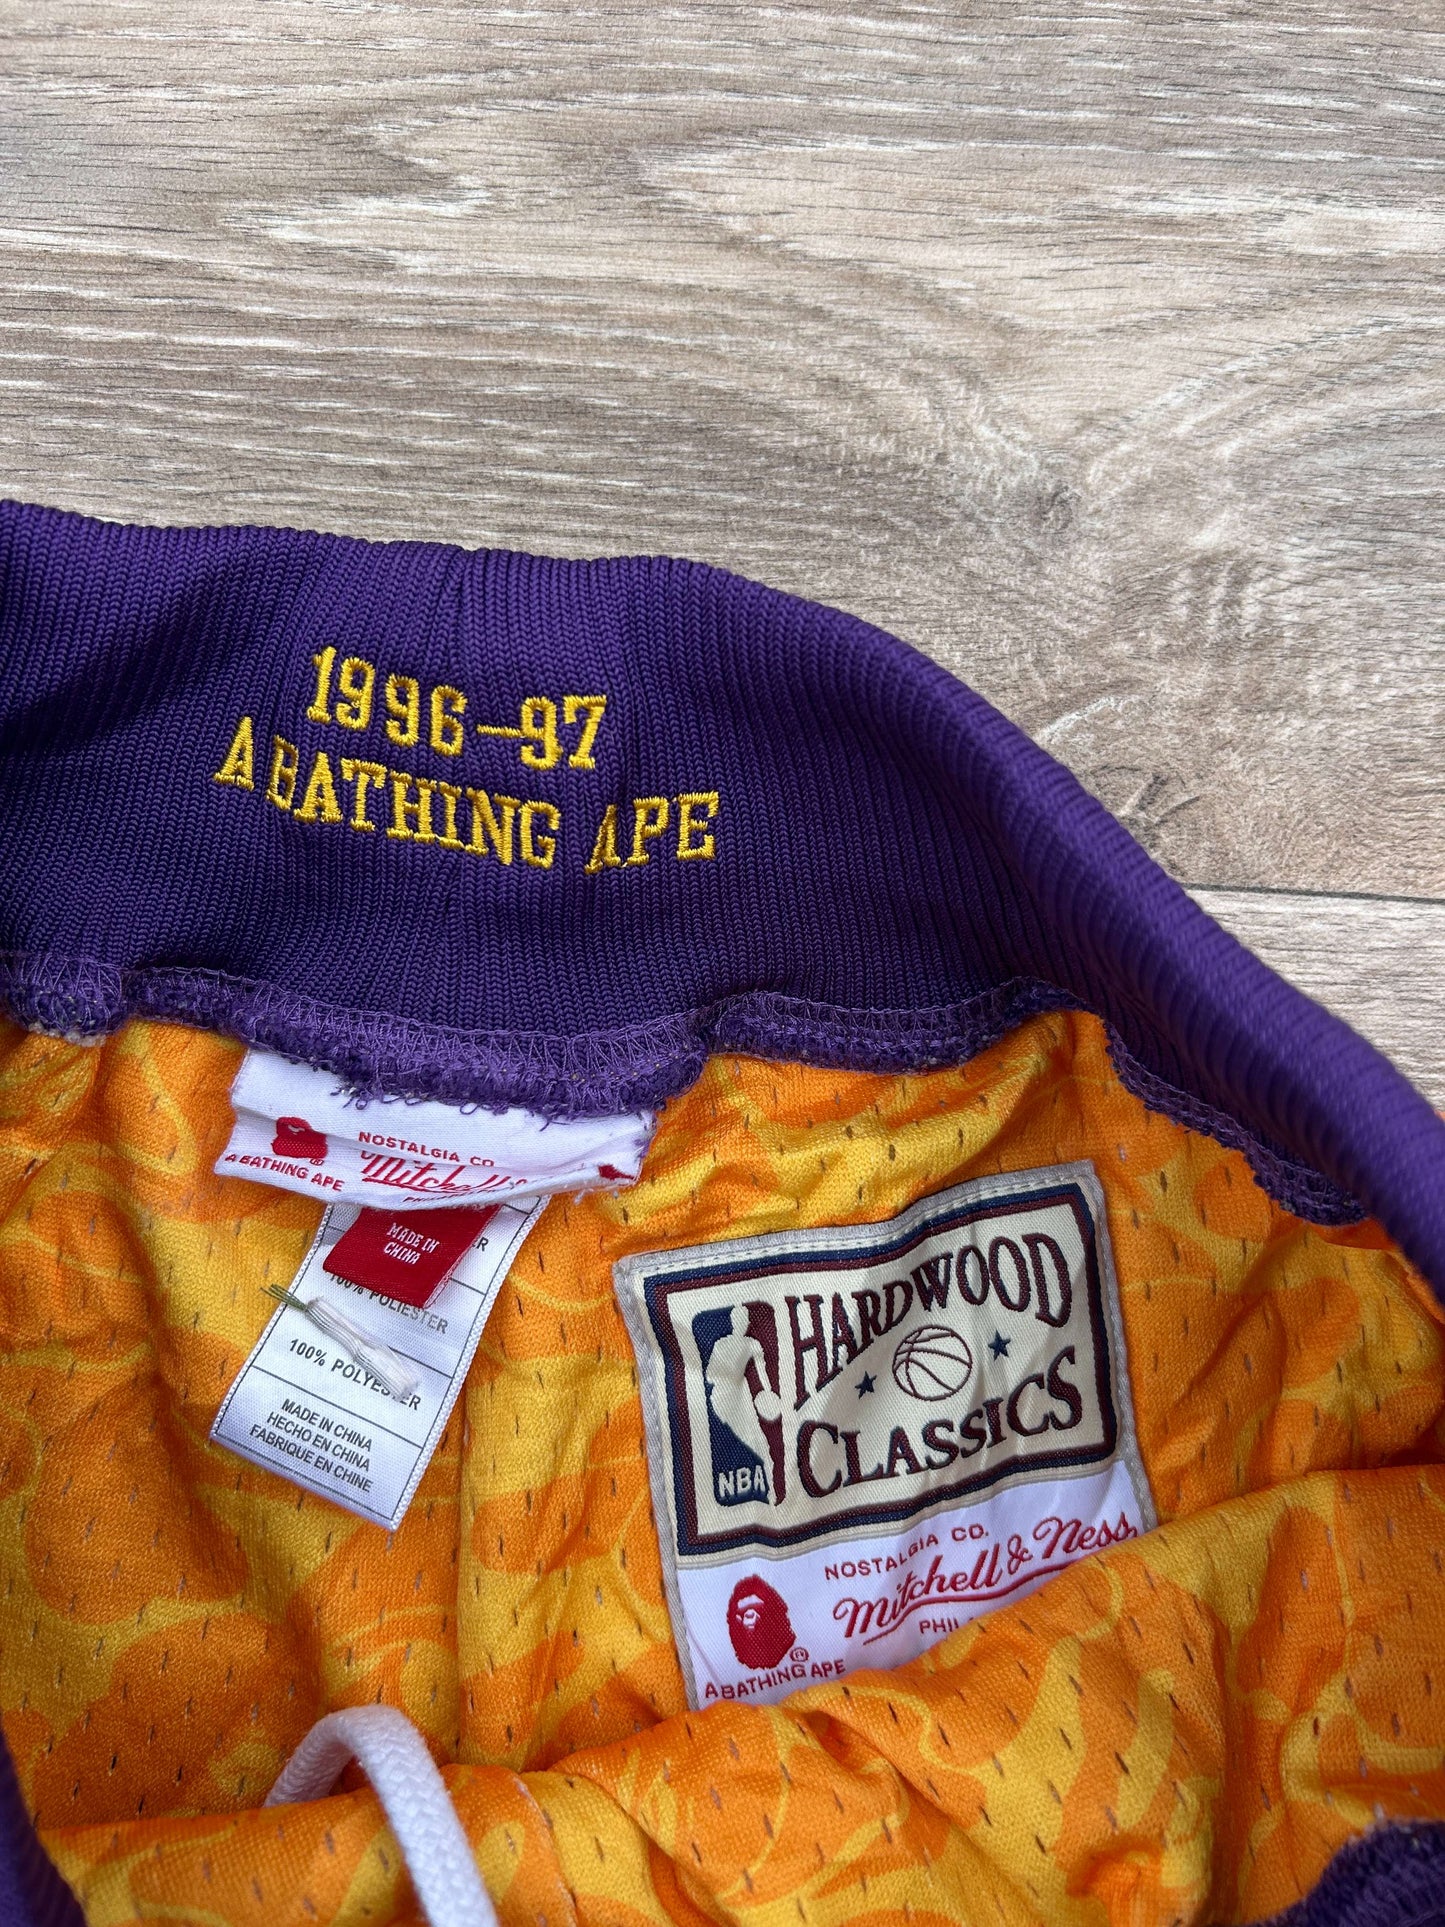 1996-97
A BATHING APE
NOSTALGIA CO.
Mitchell
A BATHING APE
®
MADE IN
CHINA
100% POLIESTER
100% POLYESTER
MADE IN CHINA
HECHO EN CHINA
FABRIQUE EN CHINE
HARDWOOD
CLASSICS
NBA
NOSTALGIA CO.
Mitchell & Ness
®
A BATHING APE